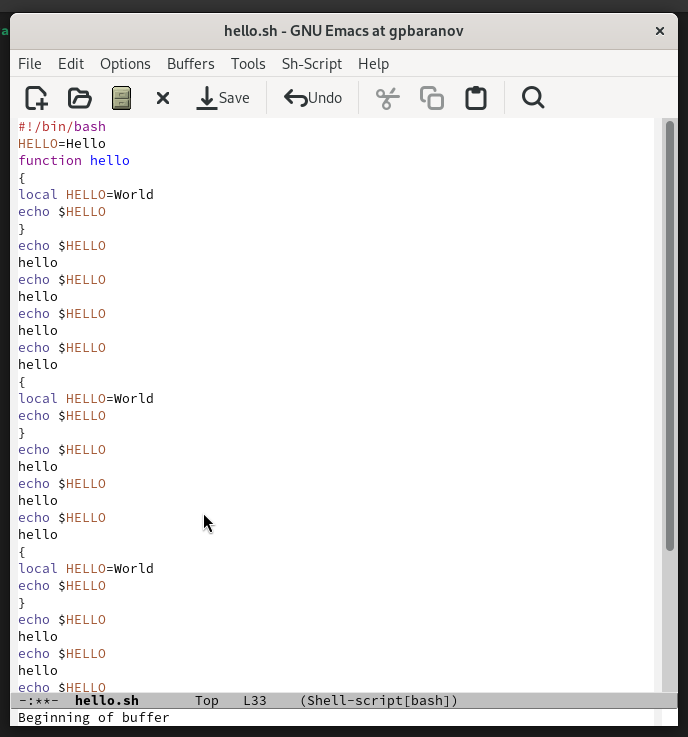 a
hello.sh - GNU Emacs at gpbaranov
File Edit Options Buffers Tools Sh-Script Help
Save Undo
#!/bin/bash
HELLO=Hello
function hello
{
local HELLO=World
echo $HELLO
}
echo $HELLO
hello
echo $HELLO
hello
echo $HELLO
hello
echo $HELLO
hello
{
local HELLO=World
echo $HELLO
}
echo $HELLO
hello
echo $HELLO
hello
echo $HELLO
hello
{
local HELLO=World
echo $HELLO
}
echo $HELLO
hello
echo $HELLO
hello
echo $HELLO
-:**- hello.sh Top L33 (Shell-script[bash])
Beginning of buffer